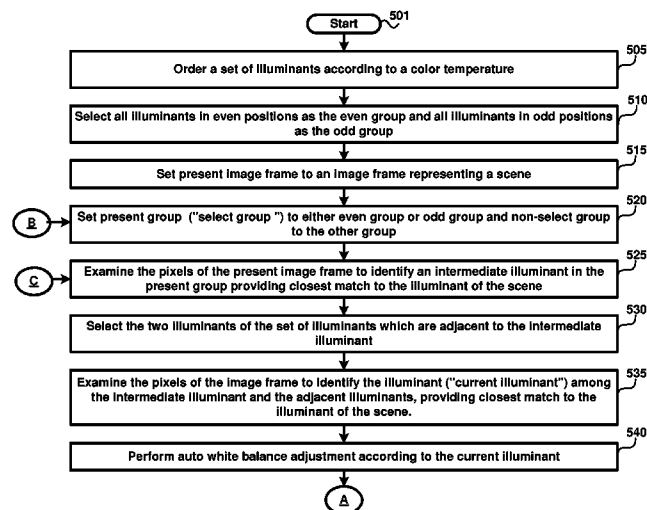 Start
501
505
Order a set of illuminants according to a color temperature
510
Select all illuminants in even positions as the even group and all illuminants in odd positions
as the odd group
515
Set present image frame to an image frame representing a scene
520
B
Set present group ("select group ") to either even group or odd group and non-select group
to the other group
525
C
Examine the pixels of the present image frame to identify an intermediate illuminant in the
present group providing closest match to the illuminant of the scene
530
Select the two illuminants of the set of illuminants which are adjacent to the intermediate
illuminant
535
Examine the pixels of the image frame to identify the illuminant ("current illuminant") among
the intermediate illuminant and the adjacent illuminants, providing closest match to the
illuminant of the scene.
540
Perform auto white balance adjustment according to the current illuminant
A